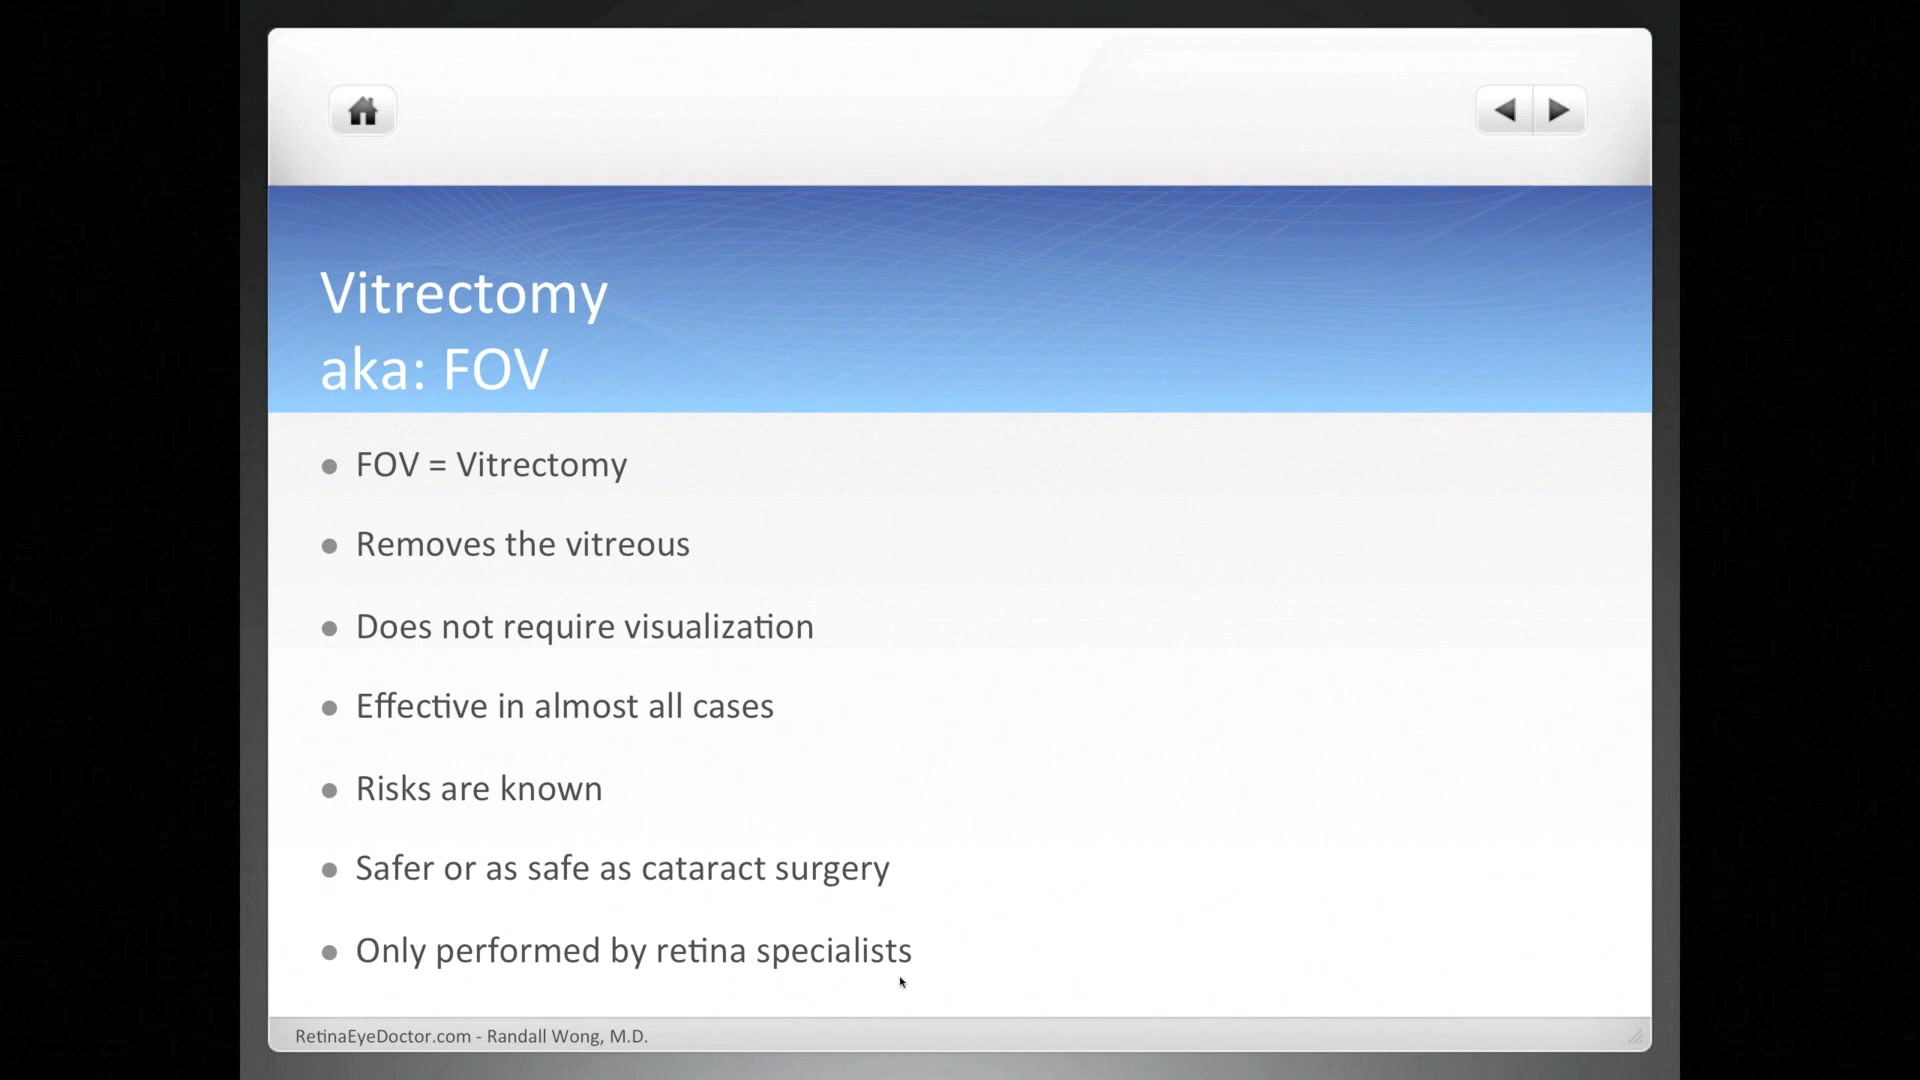 Vitrectomy
aka: FOV
FOV = Vitrectomy
Removes the vitreous
Does not require visualization
Effective in almost all cases
Risks are known
Safer or as safe as cataract surgery
Only performed by retina specialists
RetinaEyeDoctor.com - Randall Wong, M.D.